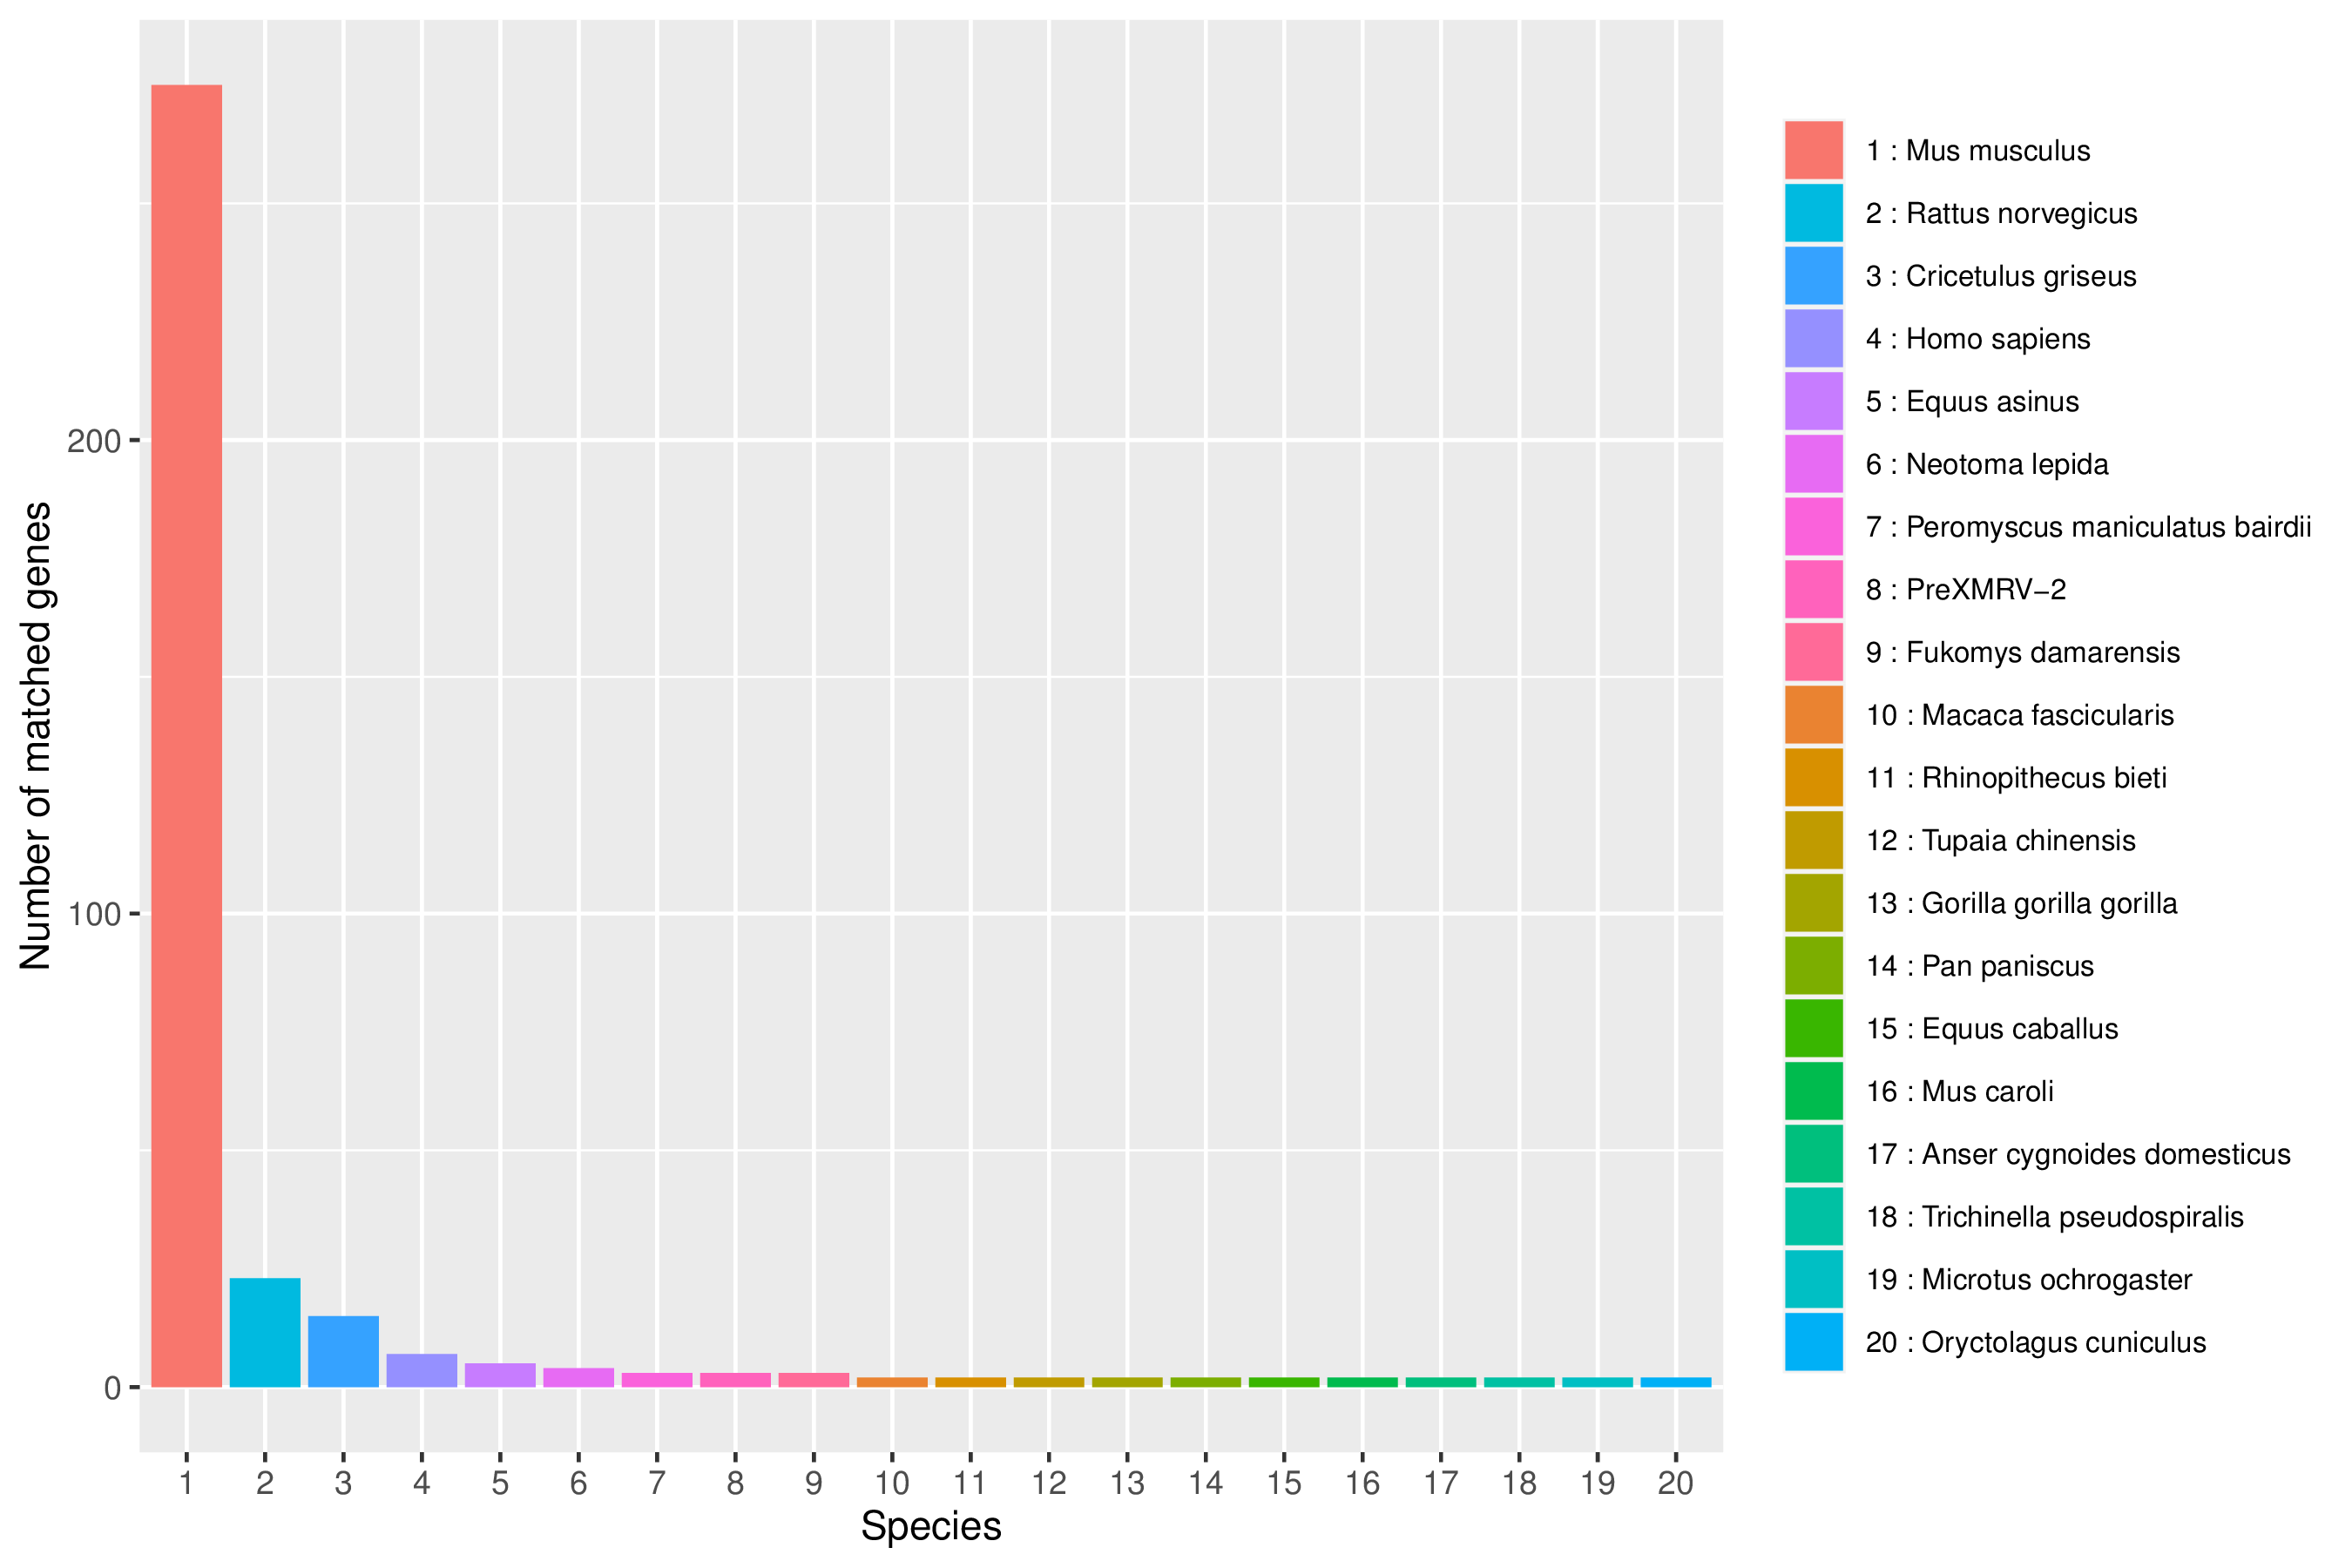 Number of matched genes
200
100
0
1 2 3 4 5 6 7 8 9 10 11 12 13 14 15 16 17 18 19 20
Species
1 : Mus musculus
2 : Rattus norvegicus
3 : Cricetulus griseus
4 : Homo sapiens
5 : Equus asinus
6 : Neotoma lepida
7 : Peromyscus maniculatus bairdii
8 : PreXMRV−2
9 : Fukomys damarensis
10 : Macaca fascicularis
11 : Rhinopithecus bieti
12 : Tupaia chinensis
13 : Gorilla gorilla gorilla
14 : Pan paniscus
15 : Equus caballus
16 : Mus caroli
17 : Anser cygnoides domesticus
18 : Trichinella pseudospiralis
19 : Microtus ochrogaster
20 : Oryctolagus cuniculus